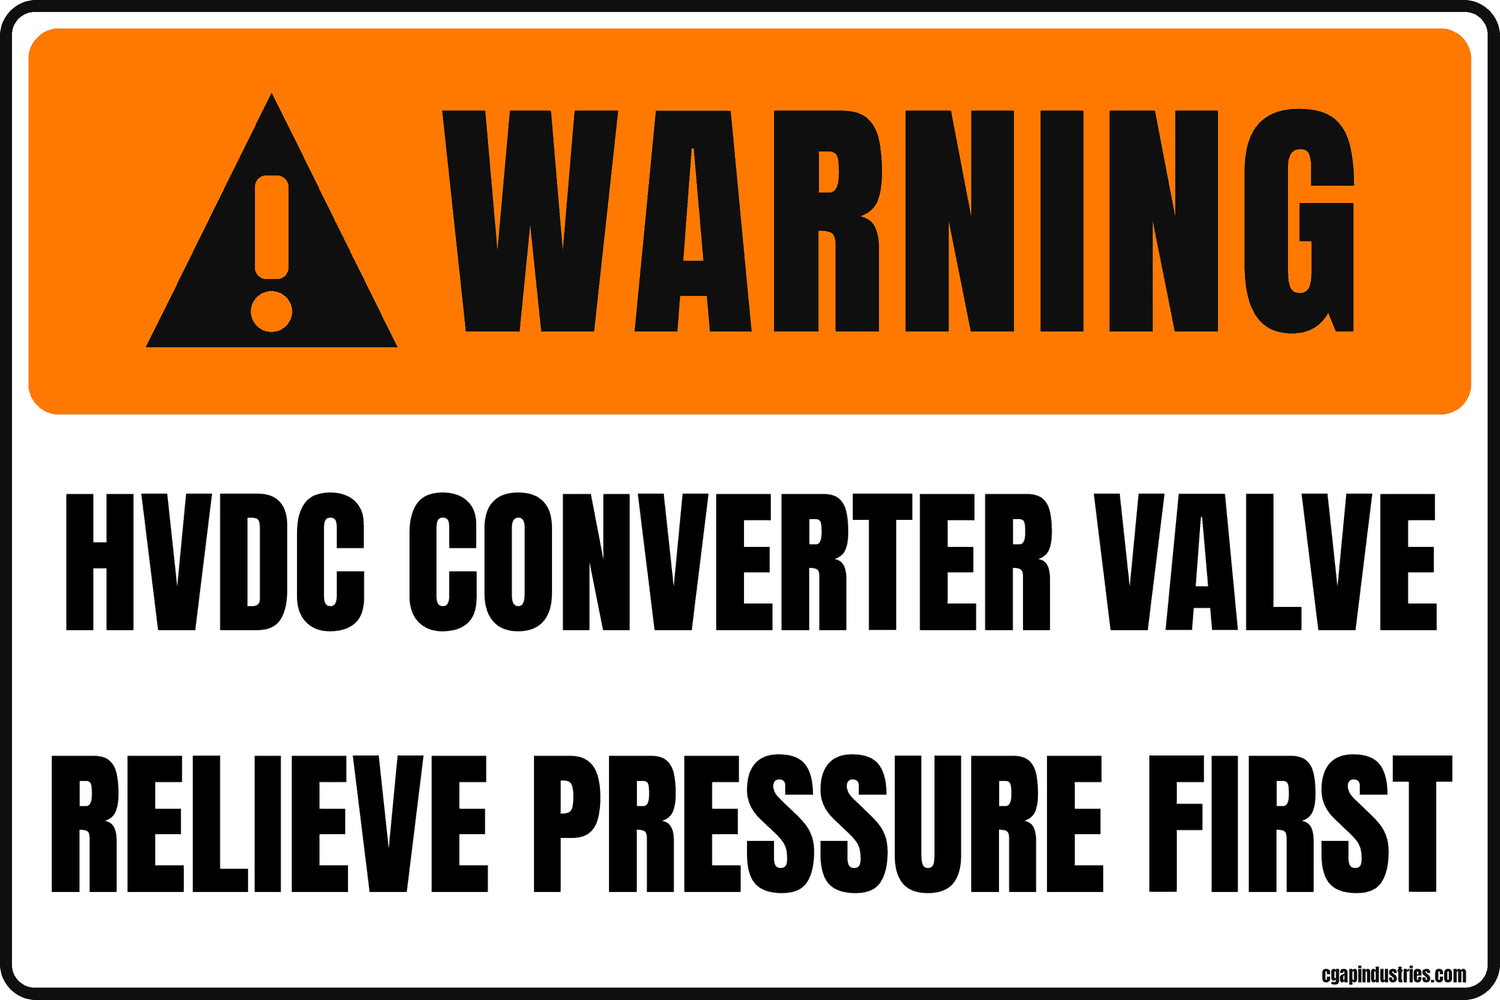 WARNING
HVDC CONVERTER VALVE
RELIEVE PRESSURE FIRST
cgapindustries.com